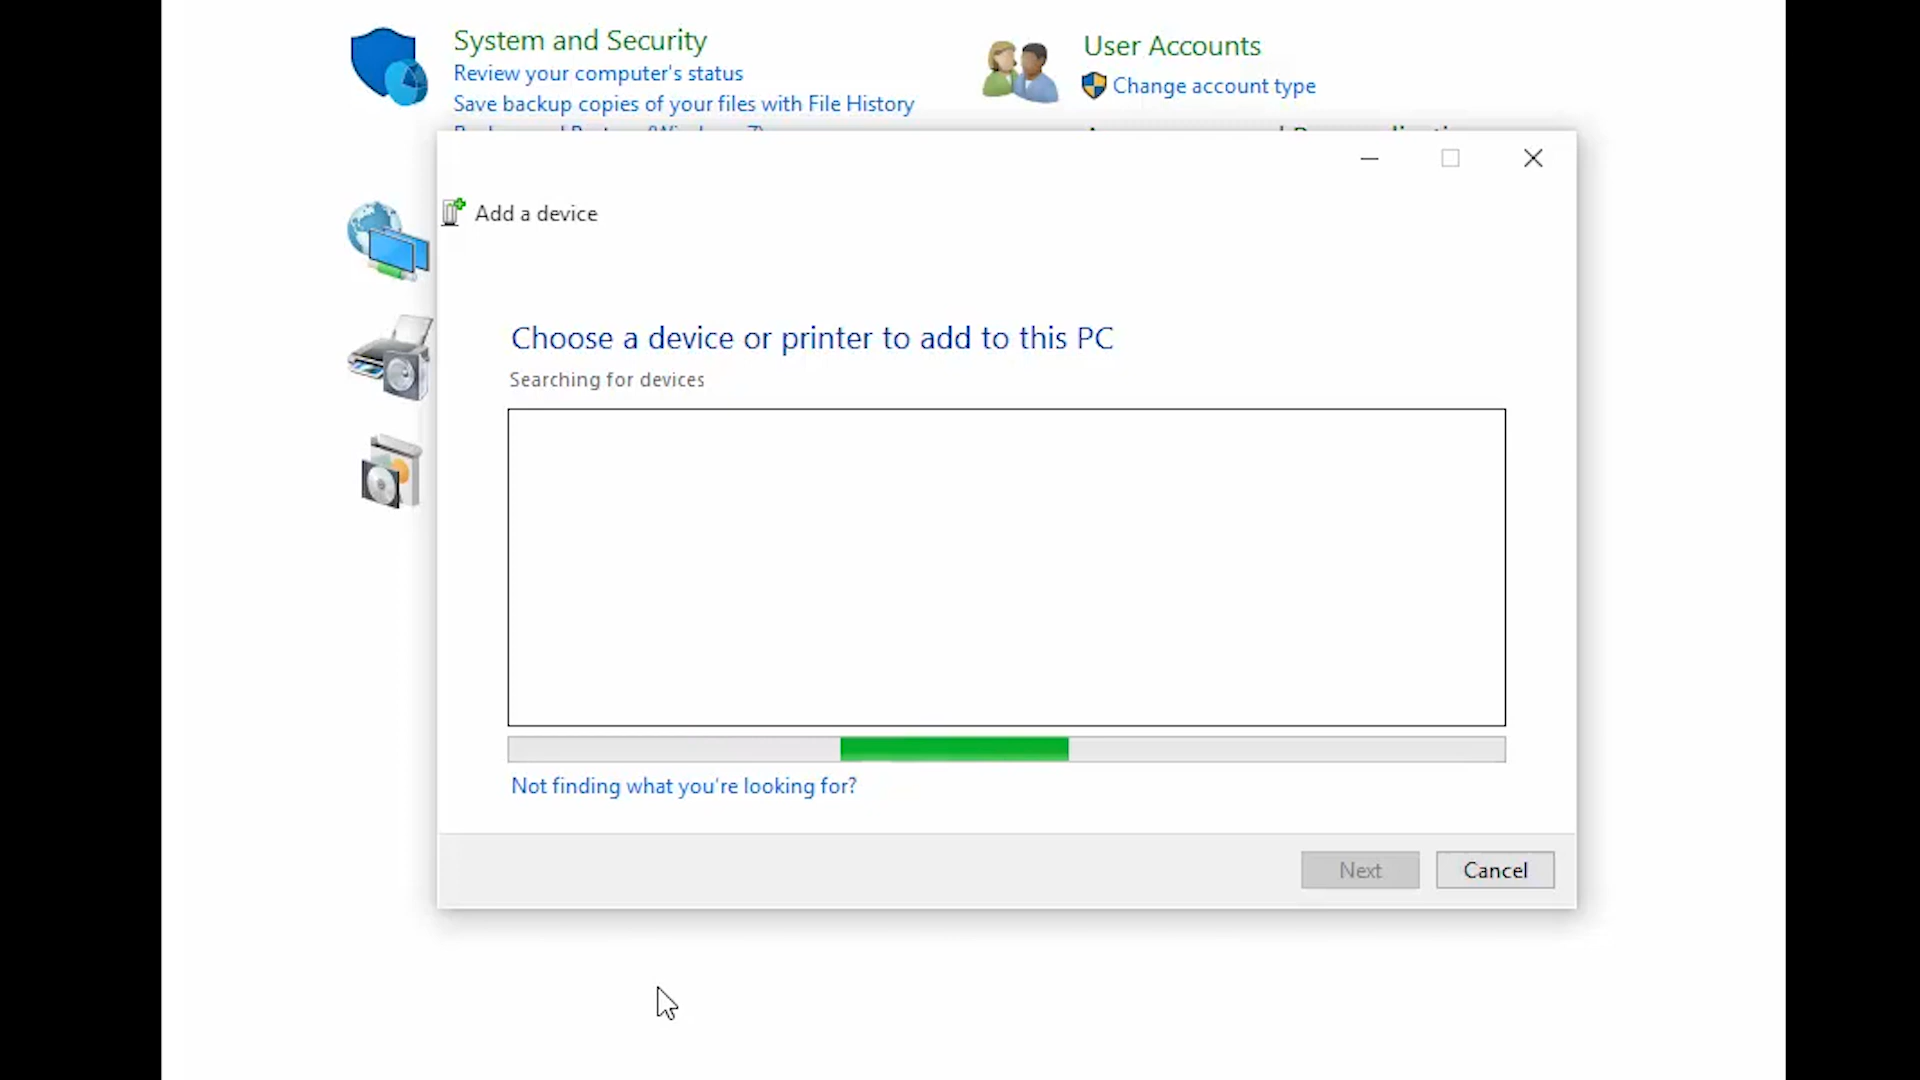 System and Security
Review your computer's status
Save backup copies of your files with File History
User Accounts
Change account type
Add a device
Choose a device or printer to add to this PC
Searching for devices
Not finding what you're looking for?
Next
Cancel